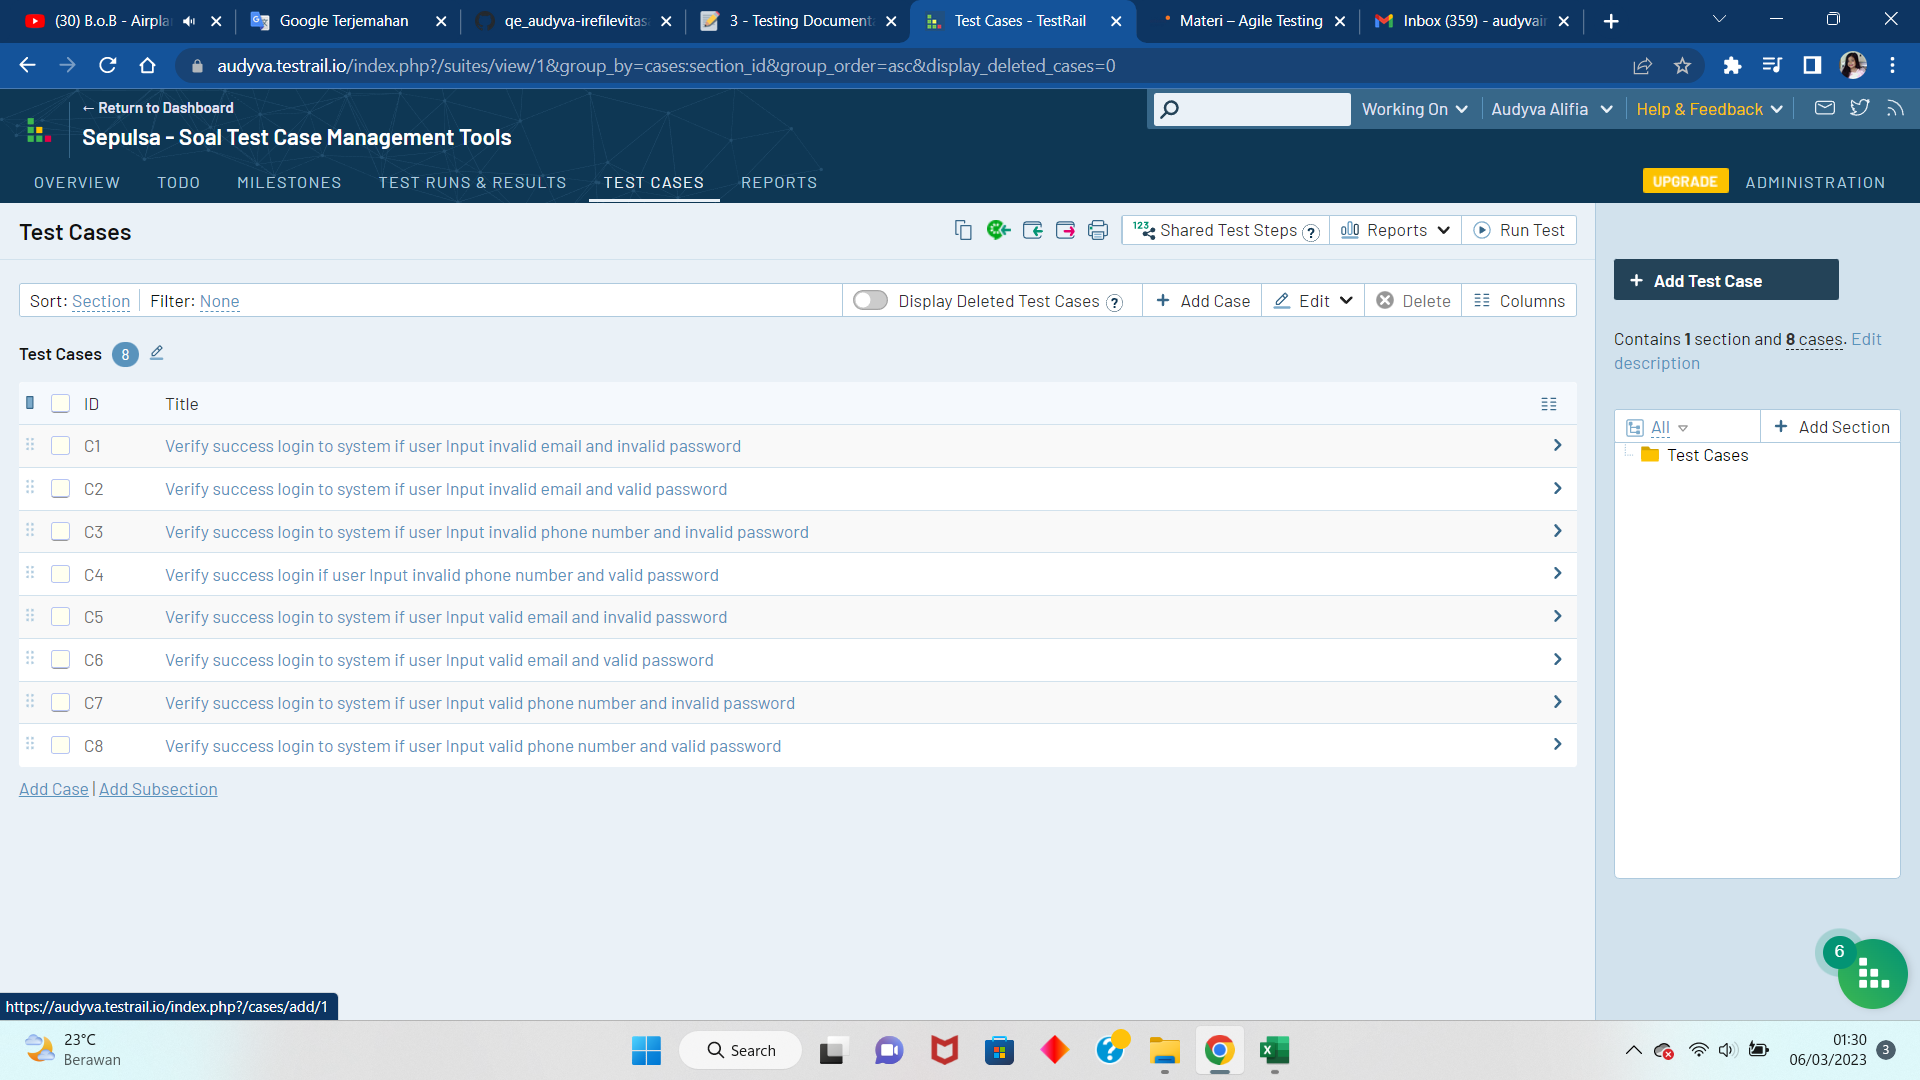 (30) B.o.B - Airpla
Google Terjemahan
qe_audyva-irefilevitas
3 - Testing Documenta
Test Cases - TestRail
Materi – Agile Testing
Inbox (359) - audyvair
audyva.testrail.io/index.php?/suites/view/1&group_by=cases:section_id&group_order=asc&display_deleted_cases=0
← Return to Dashboard
Sepulsa - Soal Test Case Management Tools
Working On
Audyva Alifia
Help & Feedback
OVERVIEW
TODO
MILESTONES
TEST RUNS & RESULTS
TEST CASES
REPORTS
UPGRADE
ADMINISTRATION
Test Cases
123 Shared Test Steps ?
Reports
Run Test
Sort: Section
Filter: None
Display Deleted Test Cases ?
+ Add Case
Edit
Delete
Columns
+ Add Test Case
Contains 1 section and 8 cases. Edit
description
All
+ Add Section
Test Cases
Test Cases 8
ID Title
C1 Verify success login to system if user Input invalid email and invalid password
C2 Verify success login to system if user Input invalid email and valid password
C3 Verify success login to system if user Input invalid phone number and invalid password
C4 Verify success login if user Input invalid phone number and valid password
C5 Verify success login to system if user Input valid email and invalid password
C6 Verify success login to system if user Input valid email and valid password
C7 Verify success login to system if user Input valid phone number and invalid password
C8 Verify success login to system if user Input valid phone number and valid password
Add Case | Add Subsection
6
https://audyva.testrail.io/index.php?/cases/add/1
23°C
Berawan
Search
01:30
06/03/2023
3